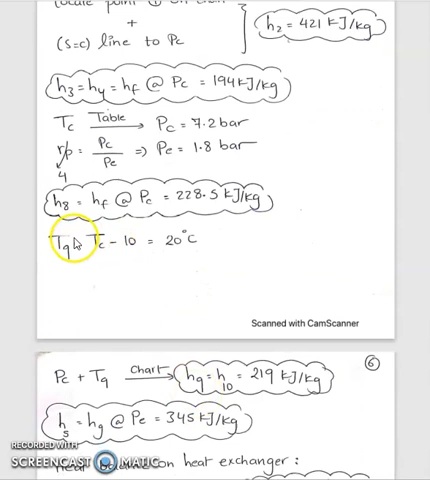 locate point ① on chart
+
(s=c) line to Pc
h2 = 421 kJ/kg
h3 = h4 = hf @ Pc = 194 kJ/kg
Tc Table → Pc = 7.2 bar
rp = Pc/Pe ⇒ Pe = 1.8 bar
4
h8 = hf @ Pc = 228.5 kJ/kg
Tc - 10 = 20°C
Scanned with CamScanner
6
Pc + T9 Chart → h9 = h10 = 219 kJ/kg
h5 = hg @ Pe = 345 kJ/kg
RECORDED WITH
SCREENCAST MATIC
on heat exchanger :